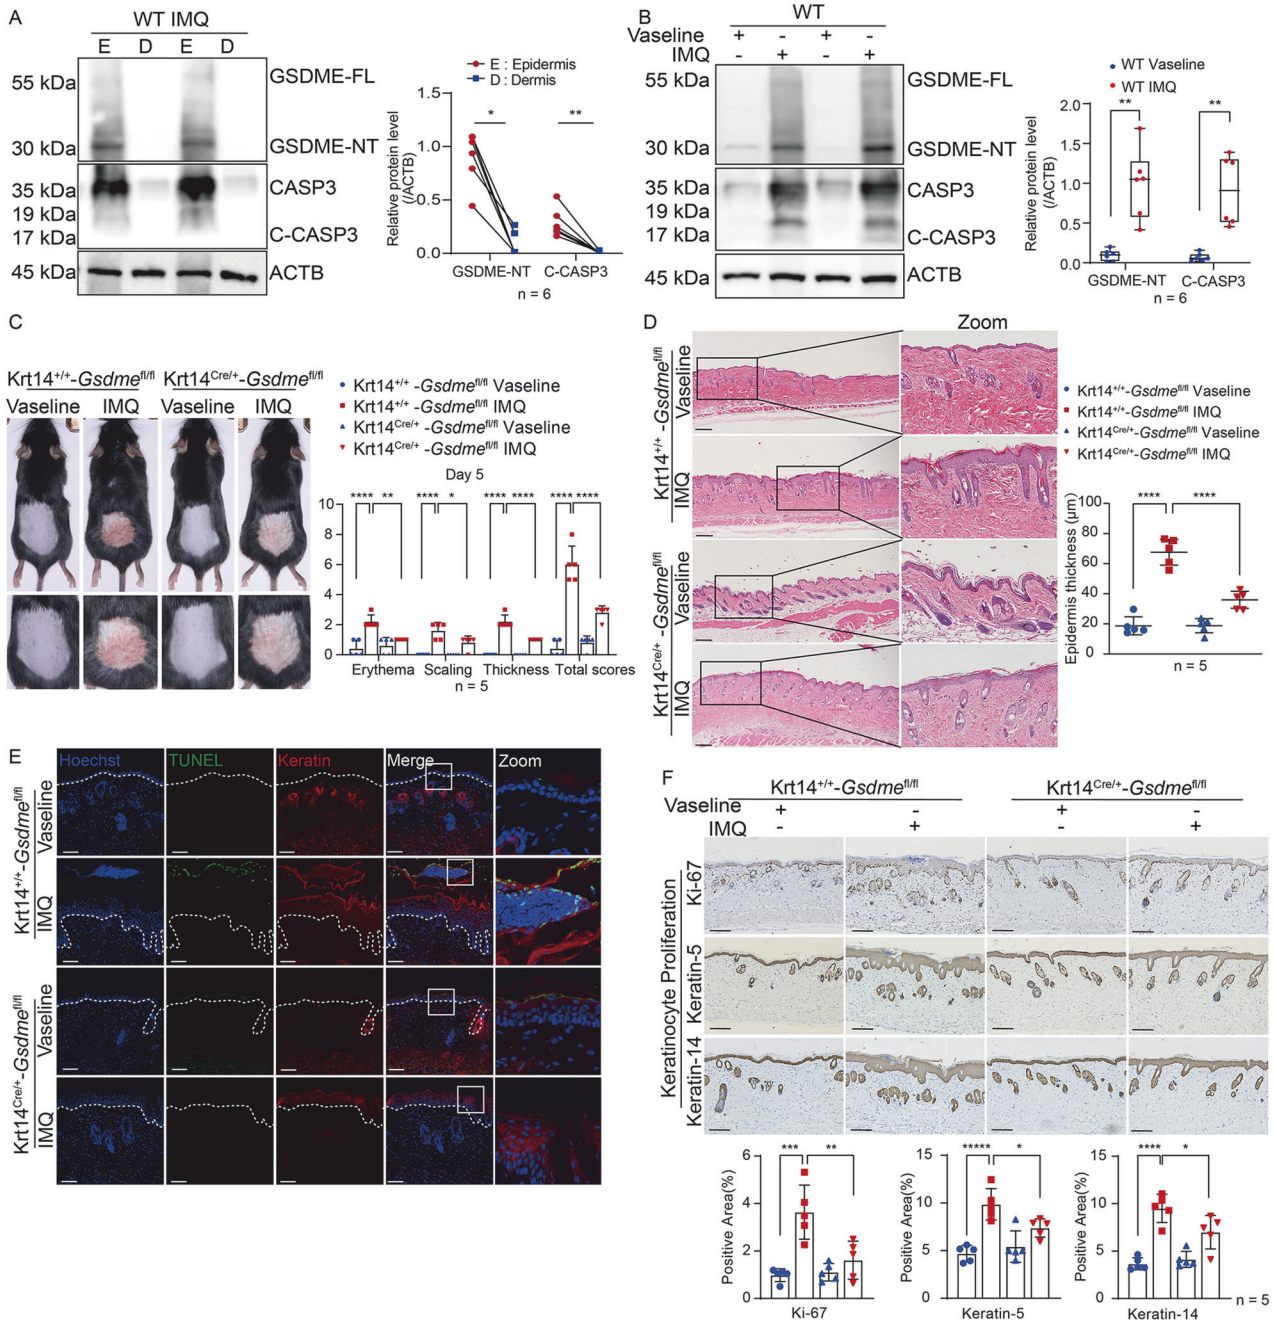 A
WT IMQ
E D E D
55 kDa
GSDME-FL
30 kDa
GSDME-NT
35 kDa
CASP3
19 kDa
17 kDa
C-CASP3
45 kDa
ACTB
E : Epidermis
D : Dermis
Relative protein level
(/ACTB)
1.5
1.0
0.5
0.0
* **
GSDME-NT C-CASP3
n = 6
B
WT
Vaseline + - + -
IMQ - + - +
55 kDa
GSDME-FL
30 kDa
GSDME-NT
35 kDa
CASP3
19 kDa
17 kDa
C-CASP3
45 kDa
ACTB
WT Vaseline
WT IMQ
Relative protein level
(/ACTB)
2.0
1.5
1.0
0.5
0.0
** **
GSDME-NT C-CASP3
n = 6
C
Krt14+/+-Gsdmefl/fl Krt14Cre/+-Gsdmefl/fl
Vaseline IMQ Vaseline IMQ
Krt14+/+ -Gsdmefl/fl Vaseline
Krt14+/+ -Gsdmefl/fl IMQ
Krt14Cre/+ -Gsdmefl/fl Vaseline
Krt14Cre/+ -Gsdmefl/fl IMQ
Day 5
8
6
4
2
0
**** ** **** * **** **** **** ****
Erythema Scaling Thickness Total scores
n = 5
D
Zoom
Krt14+/+ -Gsdmefl/fl
Vaseline
IMQ
Krt14Cre/+ -Gsdmefl/fl
Vaseline
IMQ
Krt14+/+-Gsdmefl/fl Vaseline
Krt14+/+-Gsdmefl/fl IMQ
Krt14Cre/+-Gsdmefl/fl Vaseline
Krt14Cre/+-Gsdmefl/fl IMQ
Epidermis thickness (μm)
100
80
60
40
20
0
**** ****
n = 5
E
Hoechst TUNEL Keratin Merge Zoom
Krt14+/+-Gsdmefl/fl
Vaseline
IMQ
Krt14Cre/+-Gsdmefl/fl
Vaseline
IMQ
F
Krt14+/+-Gsdmefl/fl Krt14Cre/+-Gsdmefl/fl
Vaseline + - + -
IMQ - + - +
Keratinocyte Proliferation
Ki-67
Keratin-5
Keratin-14
Positive Area(%)
6
4
2
0
*** **
Ki-67
Positive Area(%)
15
10
5
0
***** *
Keratin-5
Positive Area(%)
15
10
5
0
**** *
Keratin-14
n = 5